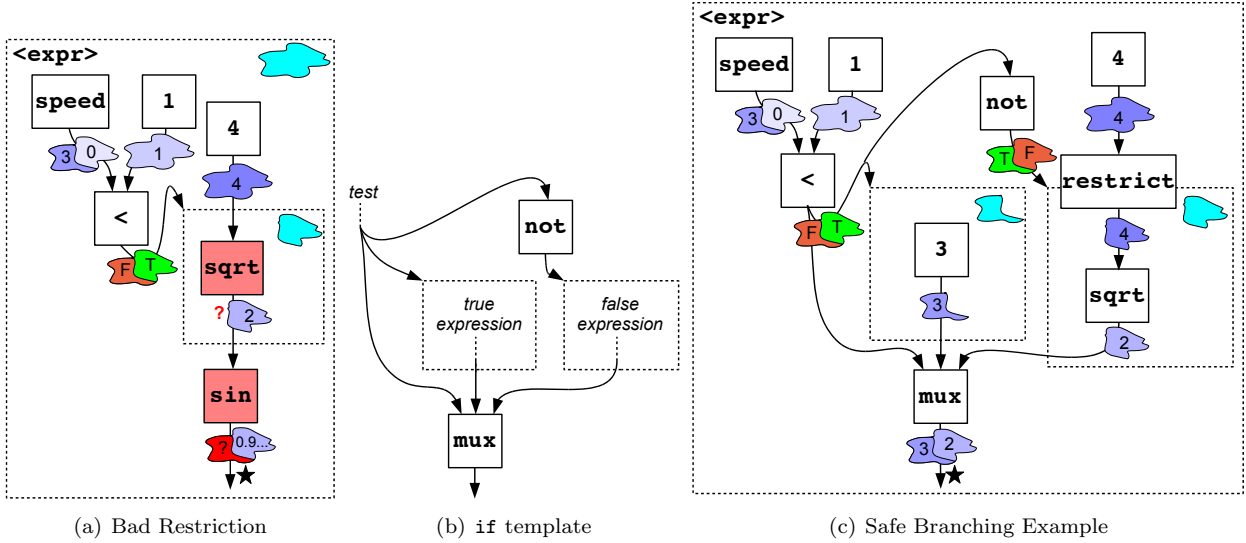 <expr>
speed
1
4
3
0
1
4
<
F
T
sqrt
?
2
sin
?
0.9...
test
not
true
expression
false
expression
mux
<expr>
speed
1
not
4
3
0
1
T
F
4
<
restrict
F
T
3
4
sqrt
3
2
mux
3
2
(a) Bad Restriction
(b) if template
(c) Safe Branching Example